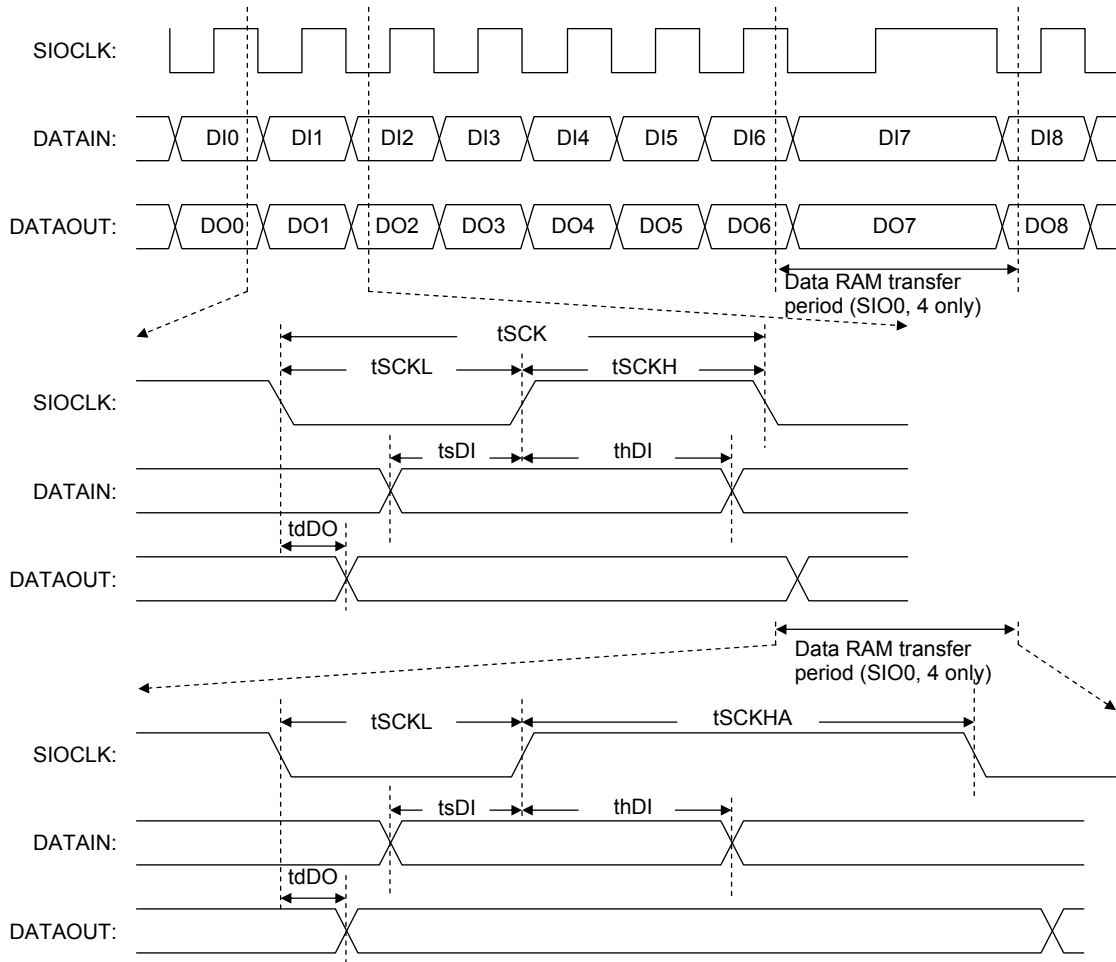 SIOCLK:
DATAIN: DI0 DI1 DI2 DI3 DI4 DI5 DI6 DI7 DI8
DATAOUT: DO0 DO1 DO2 DO3 DO4 DO5 DO6 DO7 DO8
Data RAM transfer
period (SIO0, 4 only)
tSCK
tSCKL tSCKH
SIOCLK:
tsDI thDI
DATAIN:
tdDO
DATAOUT:
Data RAM transfer
period (SIO0, 4 only)
tSCKL tSCKHA
SIOCLK:
tsDI thDI
DATAIN:
tdDO
DATAOUT: